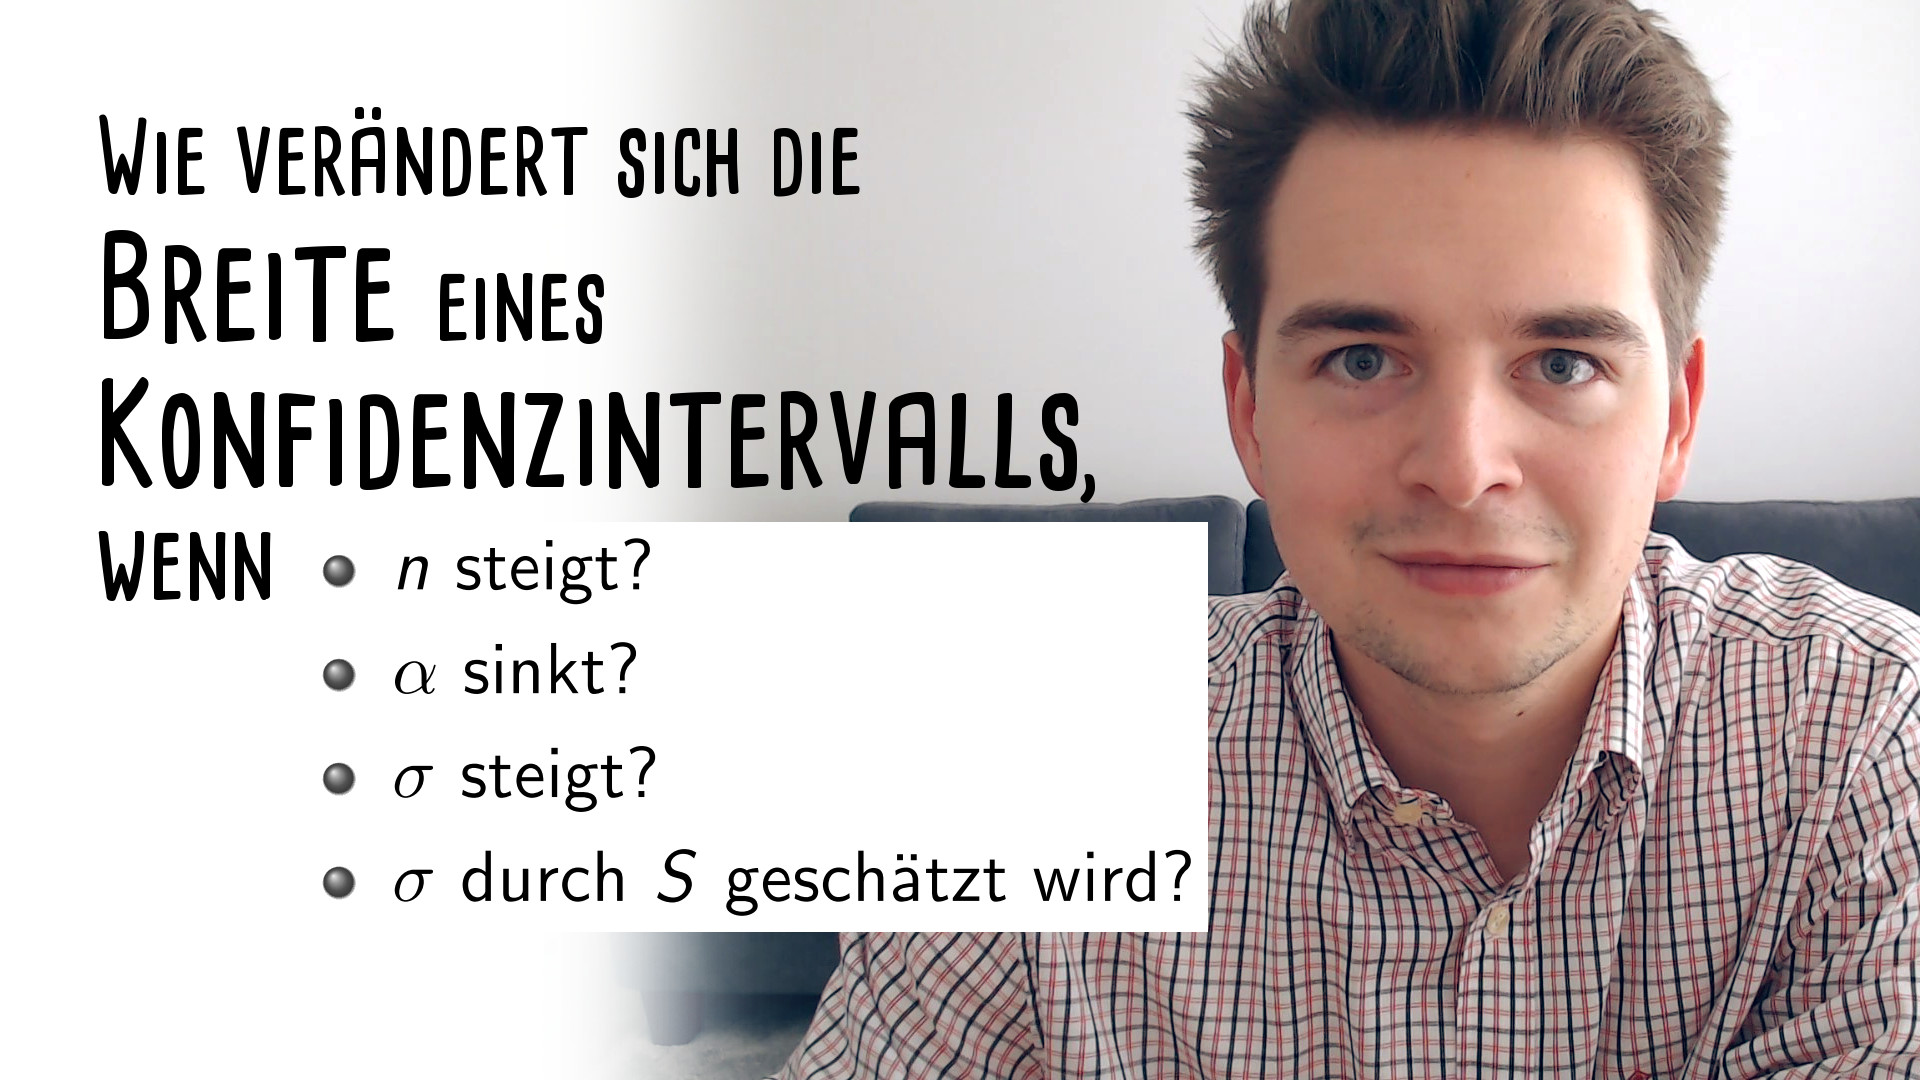 Wie verändert sich die
Breite eines
Konfidenzintervalls,
wenn
• n steigt?
• α sinkt?
• σ steigt?
• σ durch S geschätzt wird?